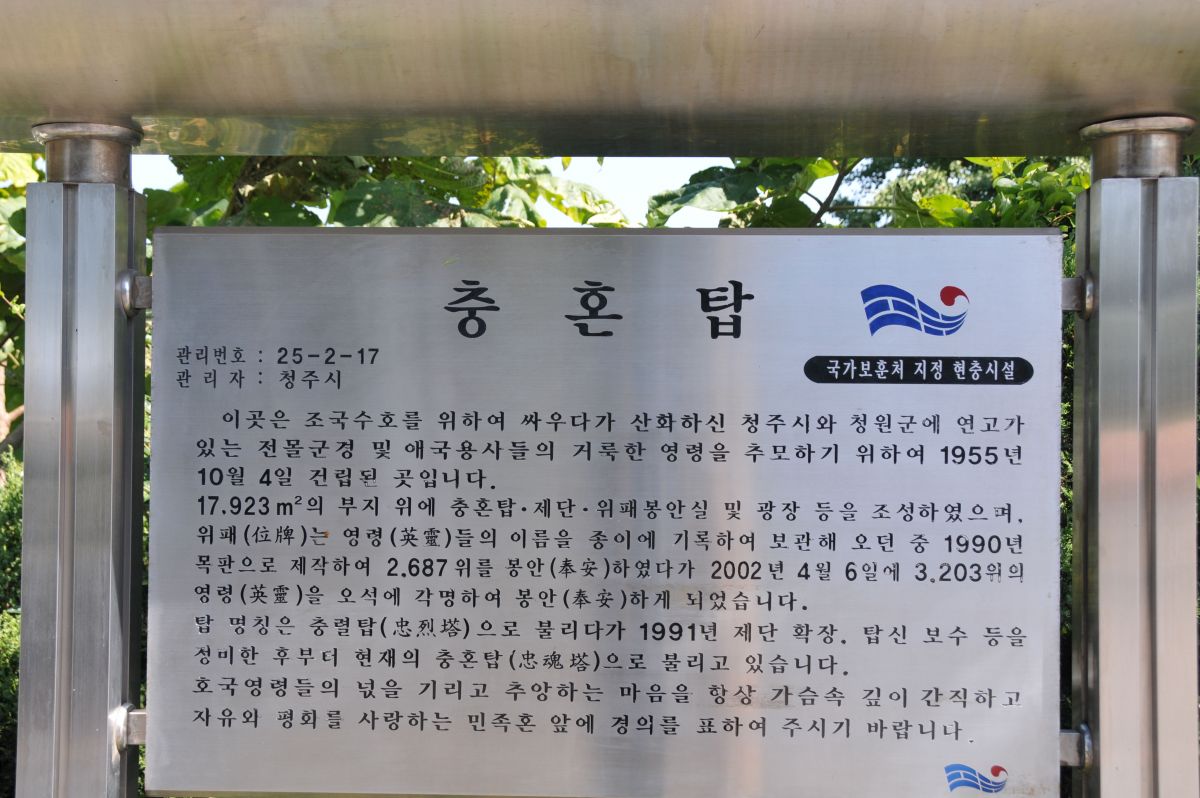 충 혼 탑
관리번호 : 25-2-17
관 리 자 : 청주시
국가보훈처 지정 현충시설
이곳은 조국수호를 위하여 싸우다가 산화하신 청주시와 청원군에 연고가
있는 전몰군경 및 애국용사들의 거룩한 영령을 추모하기 위하여 1955년
10월 4일 건립된 곳입니다.
17.923㎡의 부지 위에 충혼탑·제단·위패봉안실 및 광장 등을 조성하였으며,
위패(位牌)는 영령(英靈)들의 이름을 종이에 기록하여 보관해 오던 중 1990년
목판으로 제작하여 2.687위를 봉안(奉安)하였다가 2002년 4월 6일에 3.203위의
영령(英靈)을 오석에 각명하여 봉안(奉安)하게 되었습니다.
탑 명칭은 충렬탑(忠烈塔)으로 불리다가 1991년 제단 확장. 탑신 보수 등을
정비한 후부터 현재의 충혼탑(忠魂塔)으로 불리고 있습니다.
호국영령들의 넋을 기리고 추앙하는 마음을 항상 가슴속 깊이 간직하고
자유와 평화를 사랑하는 민족혼 앞에 경의를 표하여 주시기 바랍니다.